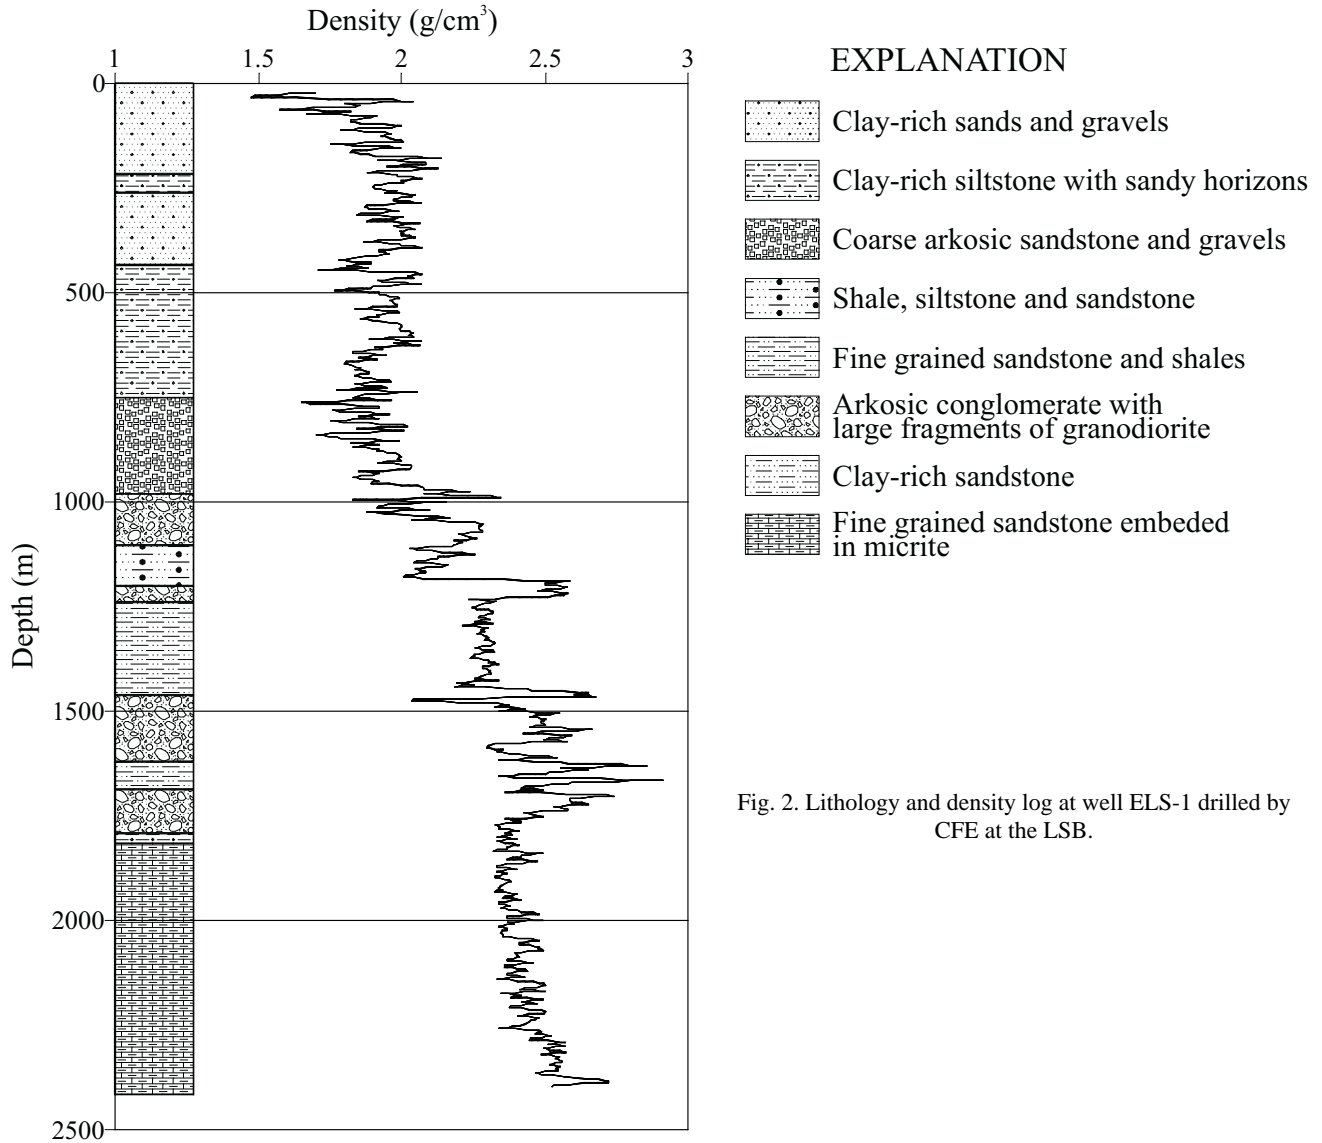 Density (g/cm³)
1 1.5 2 2.5 3
0
500
1000
1500
2000
2500
Depth (m)
EXPLANATION
Clay-rich sands and gravels
Clay-rich siltstone with sandy horizons
Coarse arkosic sandstone and gravels
Shale, siltstone and sandstone
Fine grained sandstone and shales
Arkosic conglomerate with
large fragments of granodiorite
Clay-rich sandstone
Fine grained sandstone embeded
in micrite
Fig. 2. Lithology and density log at well ELS-1 drilled by
CFE at the LSB.